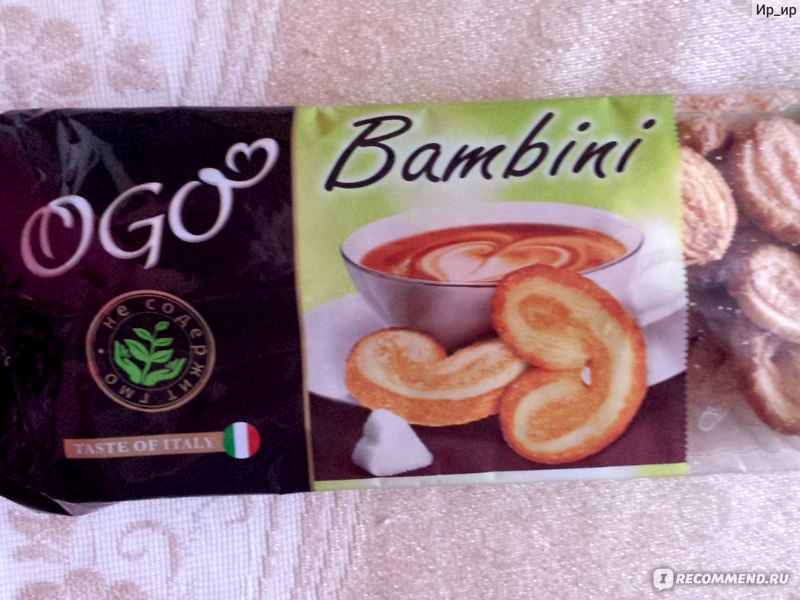 Ир_ир
OGO
Bambini
не содержит гмо
TASTE OF ITALY
I RECOMMEND.RU